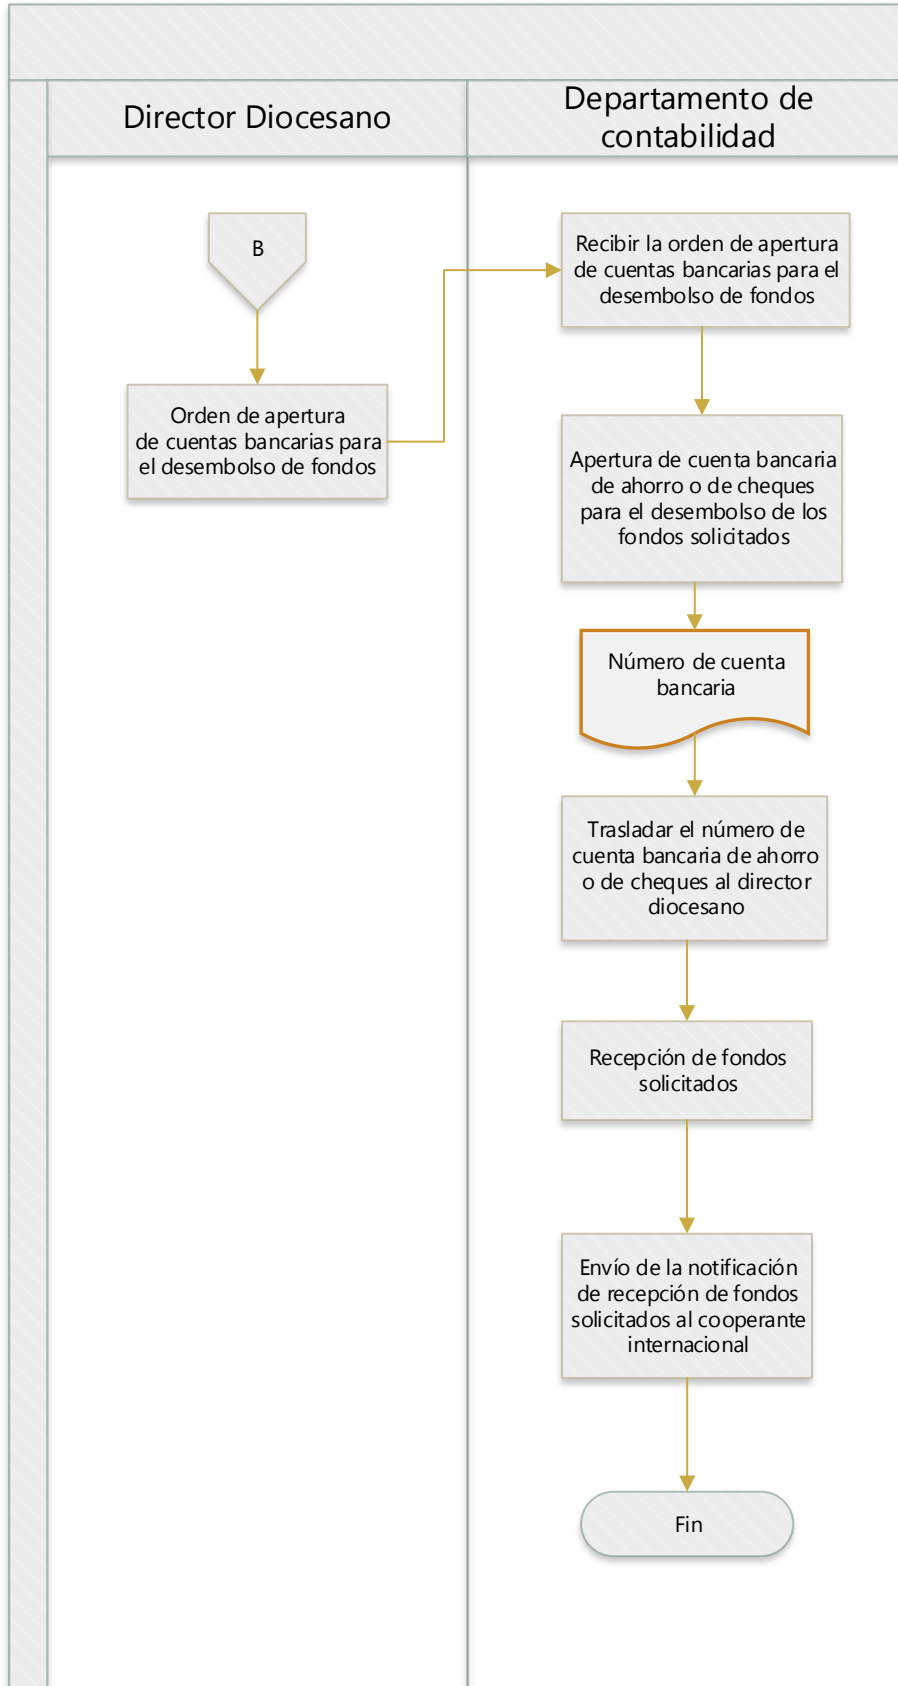 Director Diocesano
Departamento de
contabilidad
B
Orden de apertura
de cuentas bancarias para
el desembolso de fondos
Recibir la orden de apertura
de cuentas bancarias para el
desembolso de fondos
Apertura de cuenta bancaria
de ahorro o de cheques
para el desembolso de los
fondos solicitados
Número de cuenta
bancaria
Trasladar el número de
cuenta bancaria de ahorro
o de cheques al director
diocesano
Recepción de fondos
solicitados
Envío de la notificación
de recepción de fondos
solicitados al cooperante
internacional
Fin